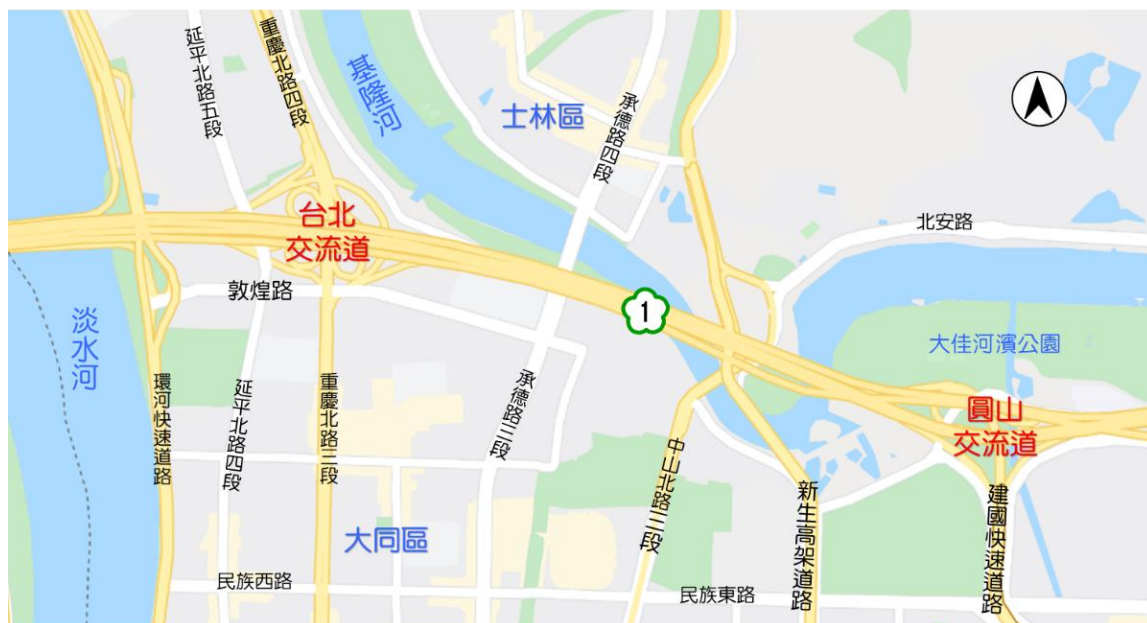 延平北路五段
重慶北路四段
基隆河
士林區
承德路四段
台北
交流道
北安路
敦煌路
1
淡水河
大佳河濱公園
環河快速道路
延平北路四段
重慶北路三段
承德路三段
中山北路三段
圓山
交流道
新生高架道路
建國快速道路
大同區
民族西路
民族東路